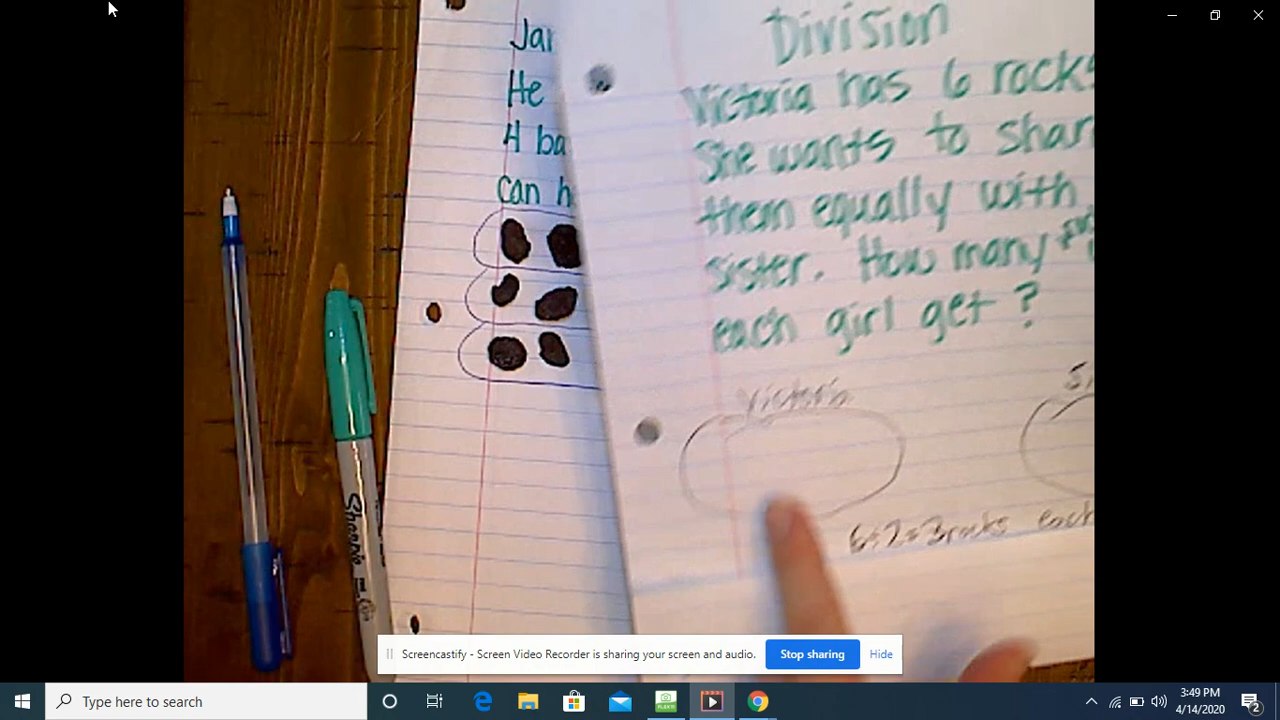 Jar
He
4 ba
Can h
Division
Victoria has 6 rocks
She wants to shar
them equally with
sister. How many
each girl get?
Victoria
6÷2=3 rocks each
Sharpie
Screencastify - Screen Video Recorder is sharing your screen and audio.
Stop sharing
Hide
Type here to search
3:49 PM
4/14/2020
2